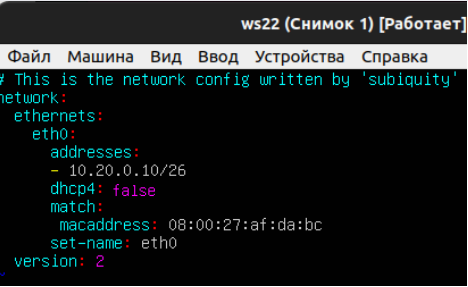 ws22 (Снимок 1) [Работает]
Файл Машина Вид Ввод Устройства Справка
# This is the network config written by 'subiquity'
network:
  ethernets:
    eth0:
      addresses:
      - 10.20.0.10/26
      dhcp4: false
      match:
       macaddress: 08:00:27:af:da:bc
      set-name: eth0
  version: 2